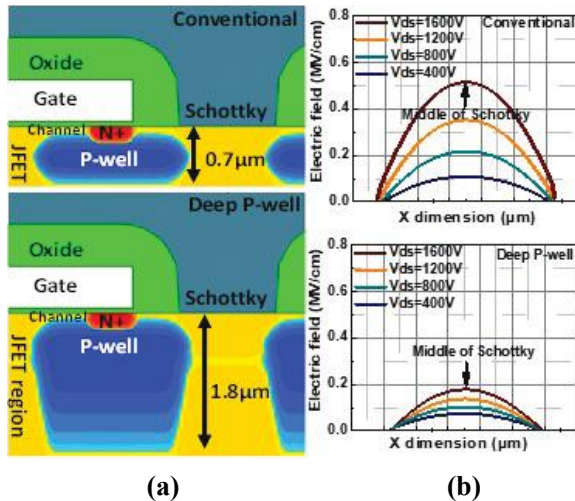 Conventional
Oxide
Gate
Schottky
Channel
N+
P-well
JFET
0.7μm
Deep P-well
Oxide
Gate
Schottky
Channel
N+
P-well
JFET region
1.8μm
(a)
Electric field (MV/cm)
0.8
0.6
0.4
0.2
0.0
Vds=1600V
Vds=1200V
Vds=800V
Vds=400V
Conventional
Middle of Schottky
X dimension (μm)
Electric field (MV/cm)
0.8
0.6
0.4
0.2
0.0
Vds=1600V
Vds=1200V
Vds=800V
Vds=400V
Deep P-well
Middle of Schottky
X dimension (μm)
(b)